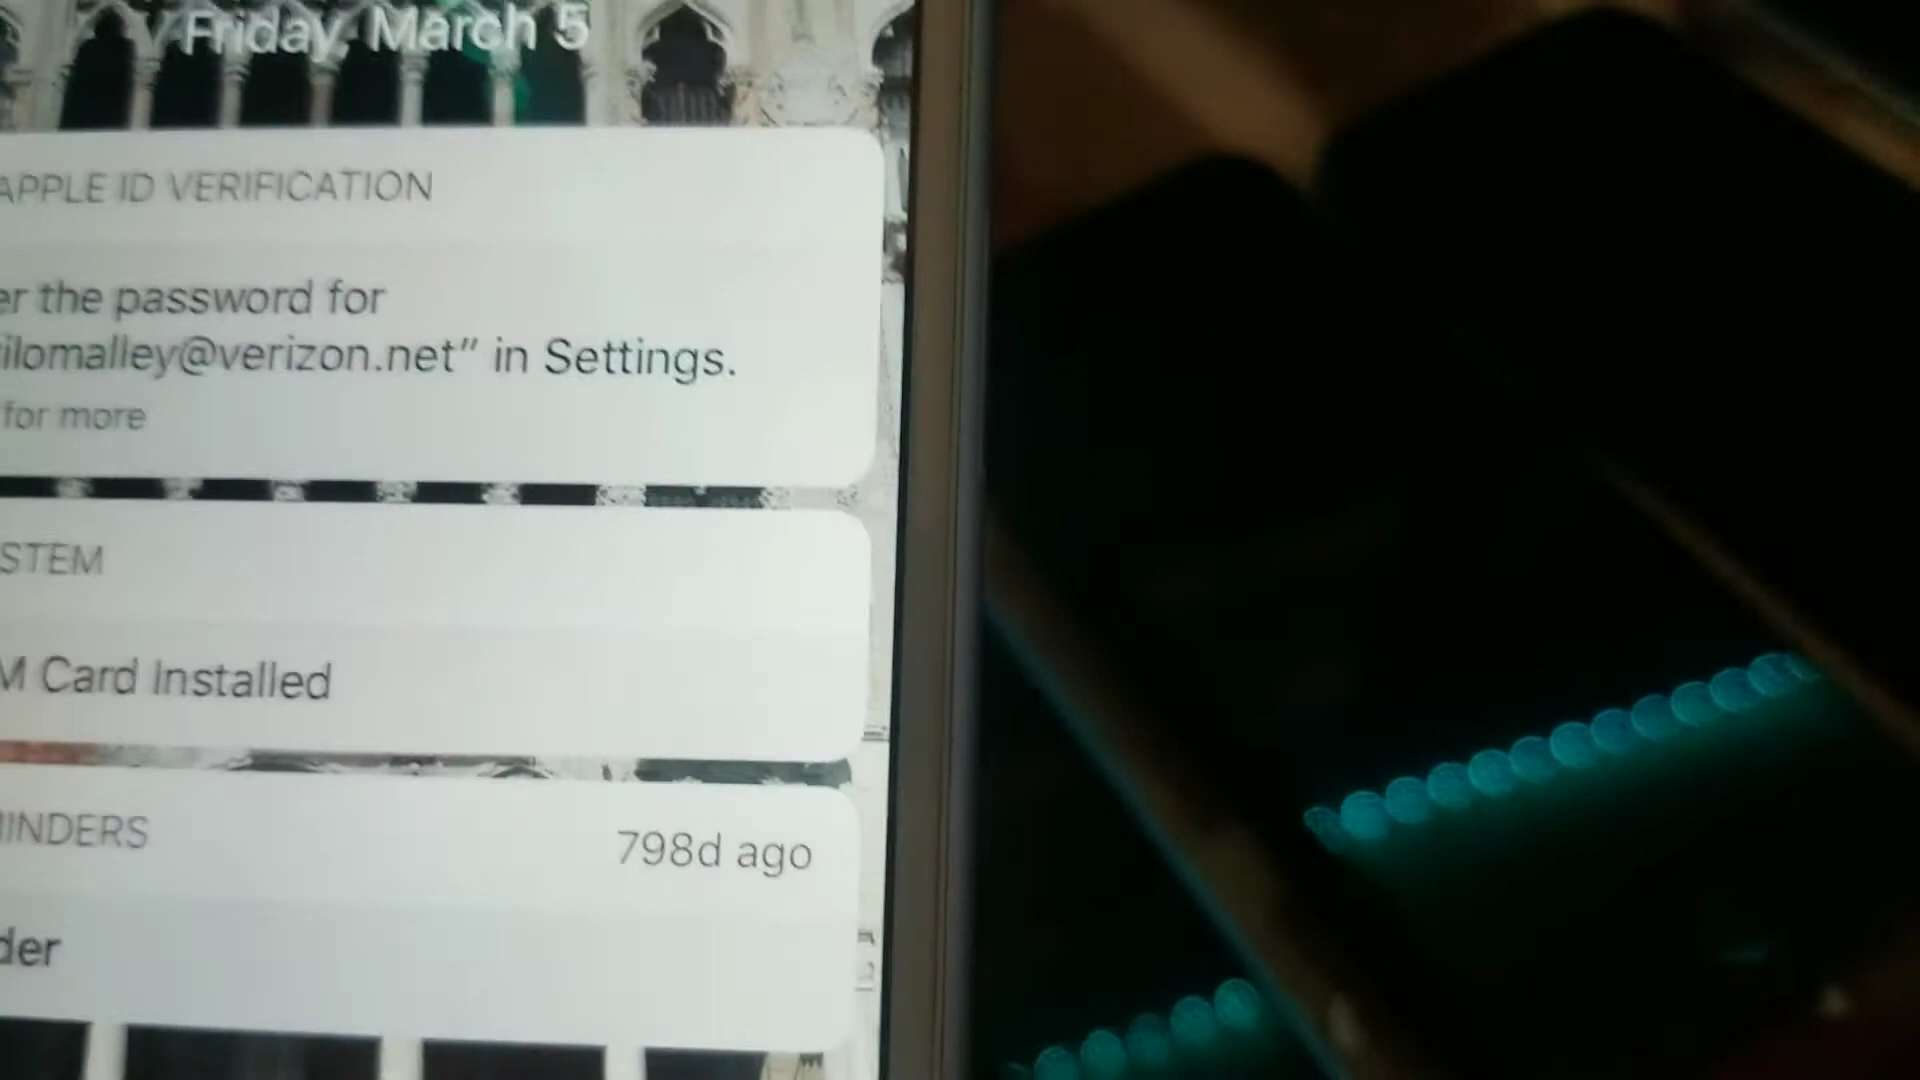 Friday, March 5
APPLE ID VERIFICATION
er the password for
ilomalley@verizon.net" in Settings.
for more
STEM
M Card Installed
INDERS
798d ago
der